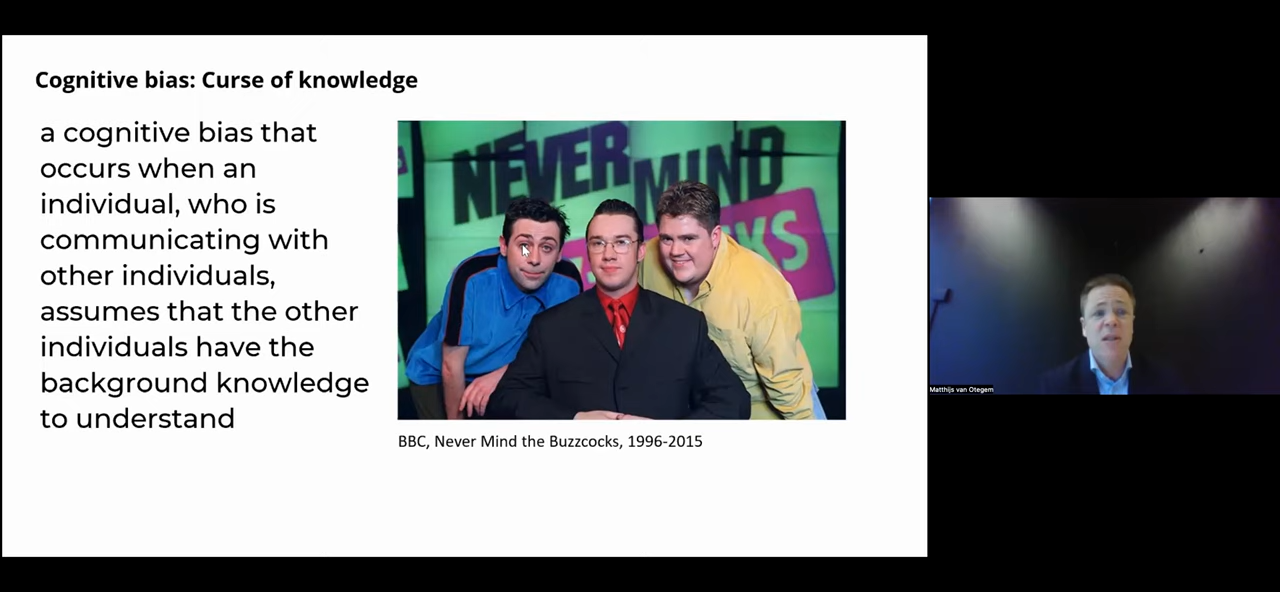 Cognitive bias: Curse of knowledge
a cognitive bias that
occurs when an
individual, who is
communicating with
other individuals,
assumes that the other
individuals have the
background knowledge
to understand
NEVER
MIND
BBC, Never Mind the Buzzcocks, 1996-2015
Matthijs van Otegem